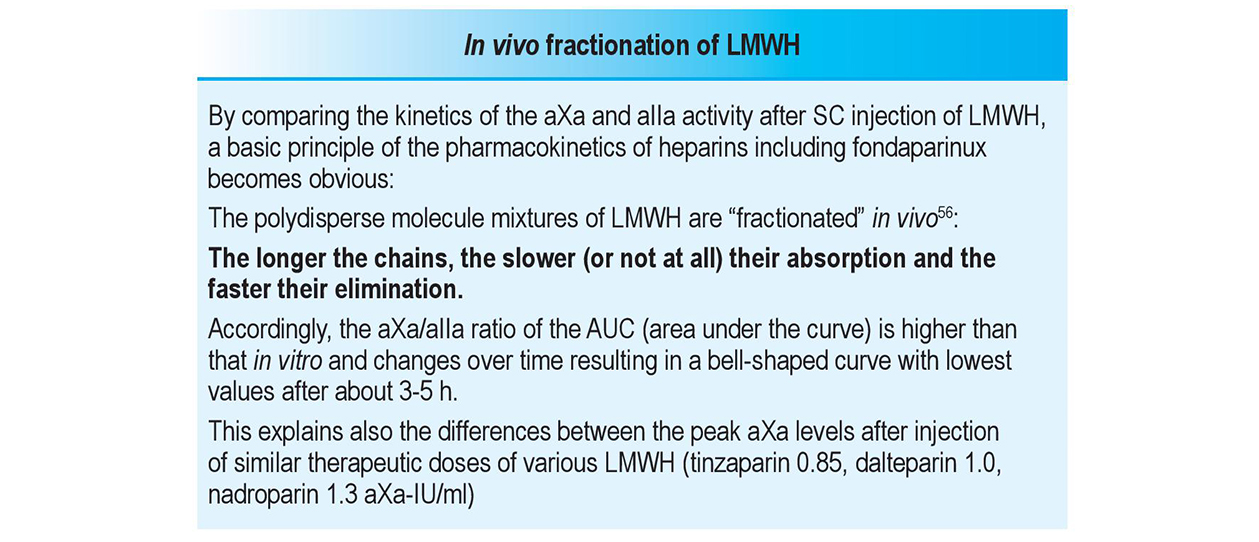 In vivo fractionation of LMWH
By comparing the kinetics of the aXa and aIIa activity after SC injection of LMWH,
a basic principle of the pharmacokinetics of heparins including fondaparinux
becomes obvious:
The polydisperse molecule mixtures of LMWH are “fractionated” in vivo56:
The longer the chains, the slower (or not at all) their absorption and the
faster their elimination.
Accordingly, the aXa/aIIa ratio of the AUC (area under the curve) is higher than
that in vitro and changes over time resulting in a bell-shaped curve with lowest
values after about 3-5 h.
This explains also the differences between the peak aXa levels after injection
of similar therapeutic doses of various LMWH (tinzaparin 0.85, dalteparin 1.0,
nadroparin 1.3 aXa-IU/ml)